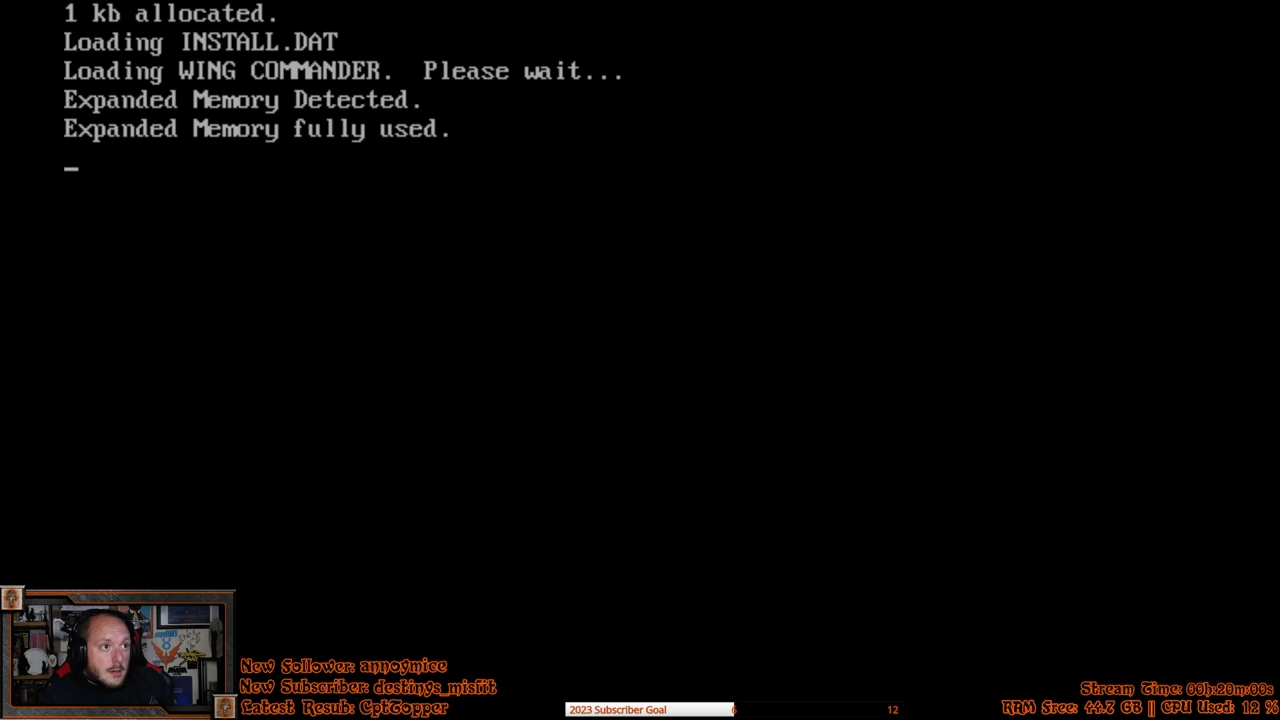 1 kb allocated.
Loading INSTALL.DAT
Loading WING COMMANDER.  Please wait...
Expanded Memory Detected.
Expanded Memory fully used.
New Follower: annoymice
New Subscriber: destinys_misfit
Latest Resub: CptTopper
2023 Subscriber Goal 6 12
Stream Time: 00h:20m:00s
RAM Free: 44.7 GB || CPU Used: 12 %